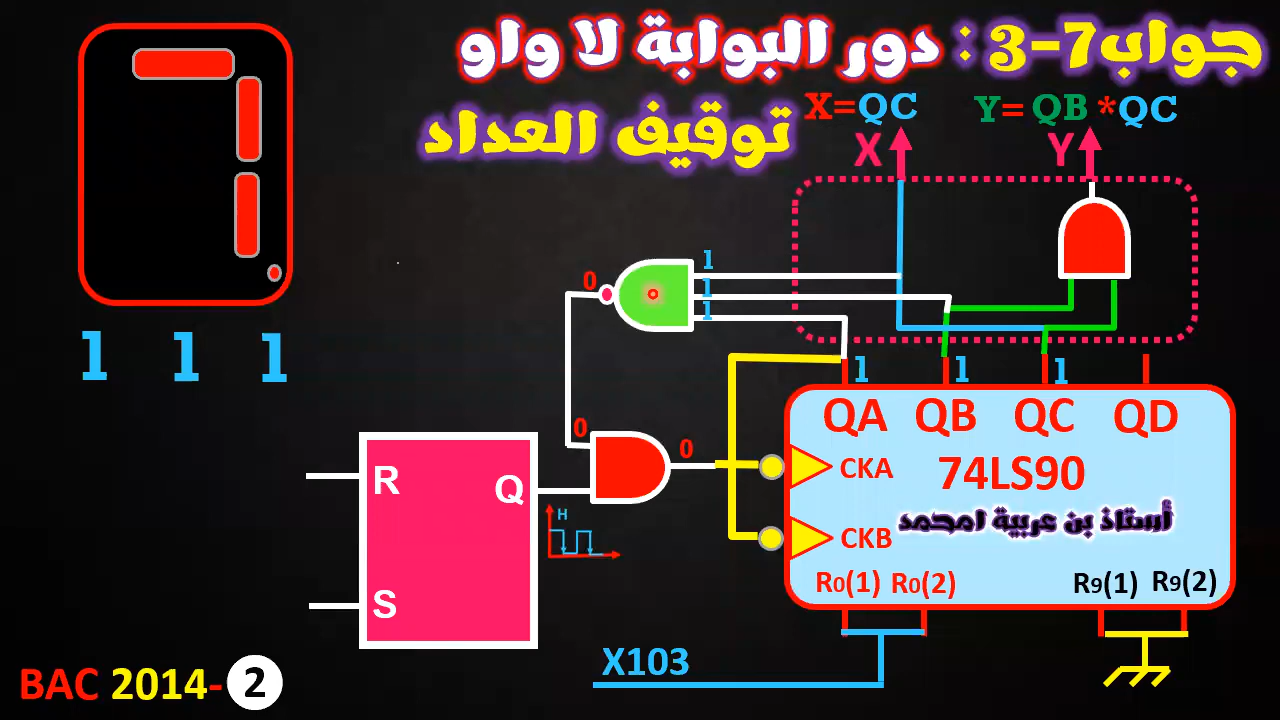 جواب7-3 : دور البوابة لا واو
توقيف العداد
X=QC
Y= QB *QC
X
Y
1
1
1
0
1 1 1
1
1
1
QA QB QC QD
0
0
CKA
74LS90
R
Q
H
أستاذ بن عربية امحمد
CKB
R0(1) R0(2)
R9(1) R9(2)
S
X103
BAC 2014- 2